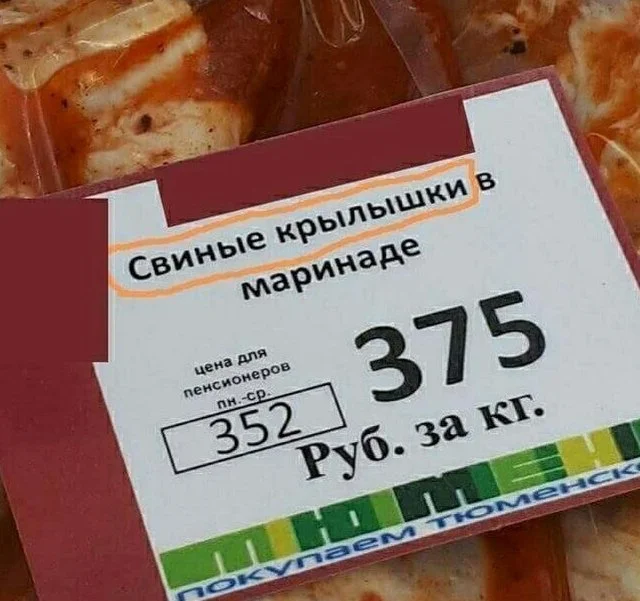 Свиные крылышки в
маринаде
цена для
пенсионеров
пн.-ср.
352
375
Руб. за кг.
покупаем тюменск